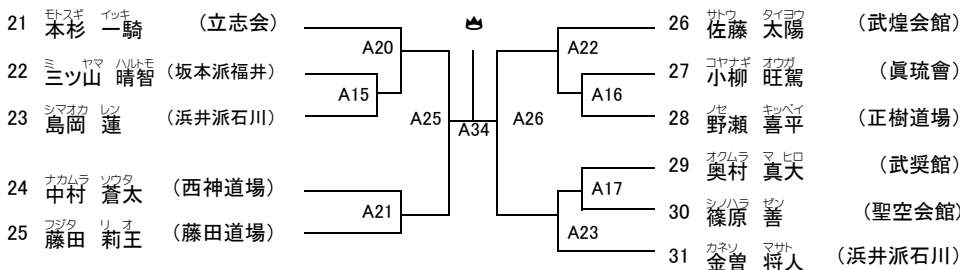 モトスギ イッキ
21 本杉 一騎 (立志会)
A20
ミ ヤマ ハルトモ
22 三ツ山 晴智 (坂本派福井)
A15
シマオカ レン
23 島岡 蓮 (浜井派石川)
A25
ナカムラ ソウタ
24 中村 蒼太 (西神道場)
A21
フジタ リ オ
25 藤田 莉王 (藤田道場)
A34
サトウ タイヨウ
26 佐藤 太陽 (武煌会館)
A22
コヤナギ オウガ
27 小柳 旺駕 (眞琉會)
A16
ノセ キッペイ
28 野瀬 喜平 (正樹道場)
A26
オクムラ マ ヒロ
29 奥村 真大 (武奨館)
A17
シノハラ ゼン
30 篠原 善 (聖空会館)
A23
カネソ マサト
31 金曽 将人 (浜井派石川)